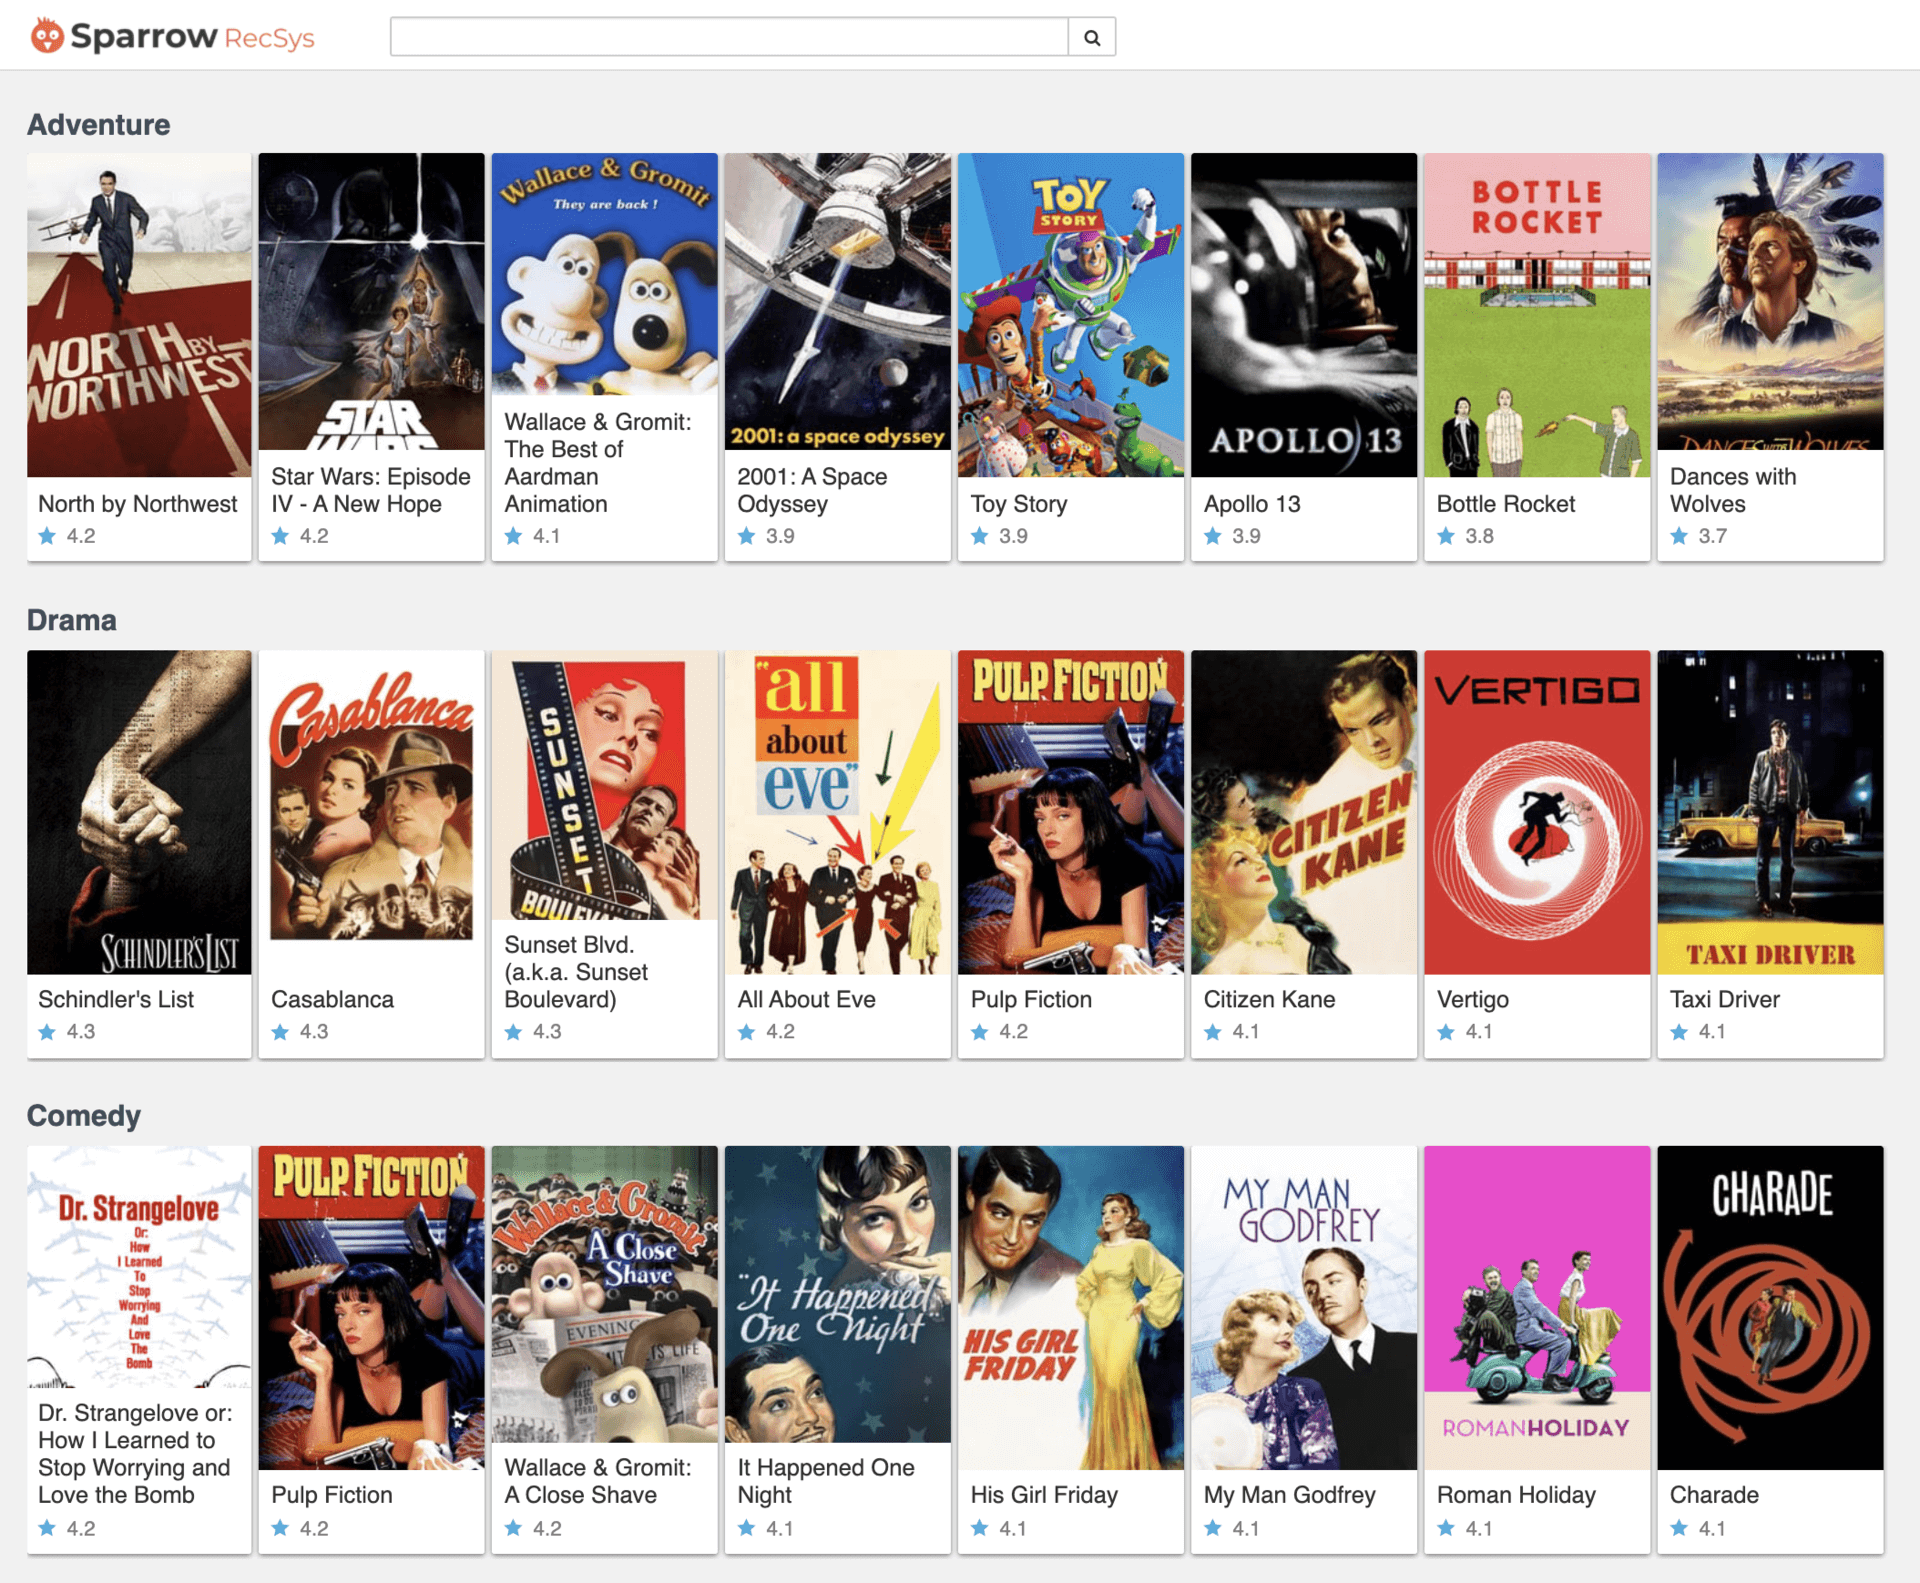 Sparrow RecSys
Adventure
NORTH BY
NORTHWEST
STAR
WARS
Wallace & Gromit
They are back !
2001: a space odyssey
TOY
STORY
APOLLO 13
BOTTLE
ROCKET
DANCES WITH WOLVES
North by Northwest
4.2
Star Wars: Episode
IV - A New Hope
4.2
Wallace & Gromit:
The Best of
Aardman
Animation
4.1
2001: A Space
Odyssey
3.9
Toy Story
3.9
Apollo 13
3.9
Bottle Rocket
3.8
Dances with
Wolves
3.7
Drama
SCHINDLER'S LIST
Casablanca
SUNSET
BOULEVA
"all
about
eve"
PULP FICTION
CITIZEN
KANE
VERTIGO
TAXI DRIVER
Schindler's List
4.3
Casablanca
4.3
Sunset Blvd.
(a.k.a. Sunset
Boulevard)
4.3
All About Eve
4.2
Pulp Fiction
4.2
Citizen Kane
4.1
Vertigo
4.1
Taxi Driver
4.1
Comedy
Dr. Strangelove
Or:
How
I Learned
To
Stop
Worrying
And
Love
The
Bomb
PULP FICTION
Wallace & Gromit
A Close
Shave
EVENING
"It Happened
One Night"
HIS GIRL
FRIDAY
MY MAN
GODFREY
ROMANHOLIDAY
CHARADE
Dr. Strangelove or:
How I Learned to
Stop Worrying and
Love the Bomb
4.2
Pulp Fiction
4.2
Wallace & Gromit:
A Close Shave
4.2
It Happened One
Night
4.1
His Girl Friday
4.1
My Man Godfrey
4.1
Roman Holiday
4.1
Charade
4.1